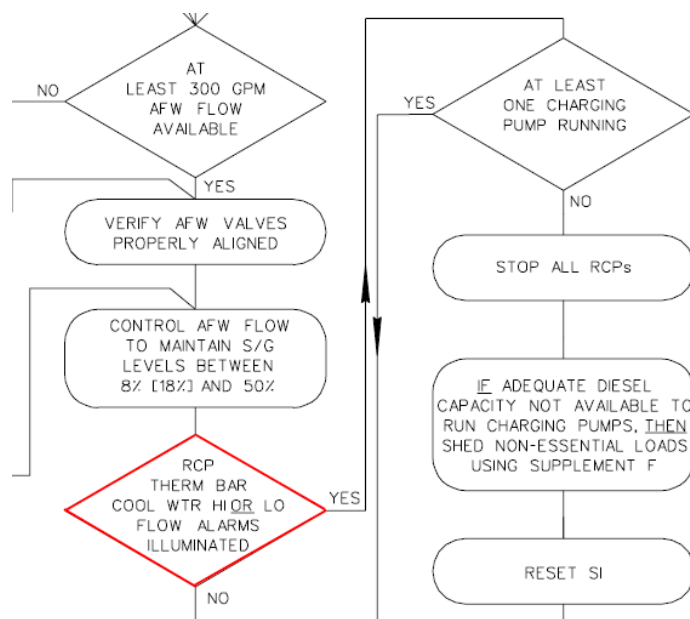 AT
LEAST 300 GPM
AFW FLOW
AVAILABLE
NO
YES
VERIFY AFW VALVES
PROPERLY ALIGNED
CONTROL AFW FLOW
TO MAINTAIN S/G
LEVELS BETWEEN
8% [18%] AND 50%
RCP
THERM BAR
COOL WTR HI OR LO
FLOW ALARMS
ILLUMINATED
YES
NO
AT LEAST
ONE CHARGING
PUMP RUNNING
YES
NO
STOP ALL RCPs
IF ADEQUATE DIESEL
CAPACITY NOT AVAILABLE TO
RUN CHARGING PUMPS, THEN
SHED NON-ESSENTIAL LOADS
USING SUPPLEMENT F
RESET SI